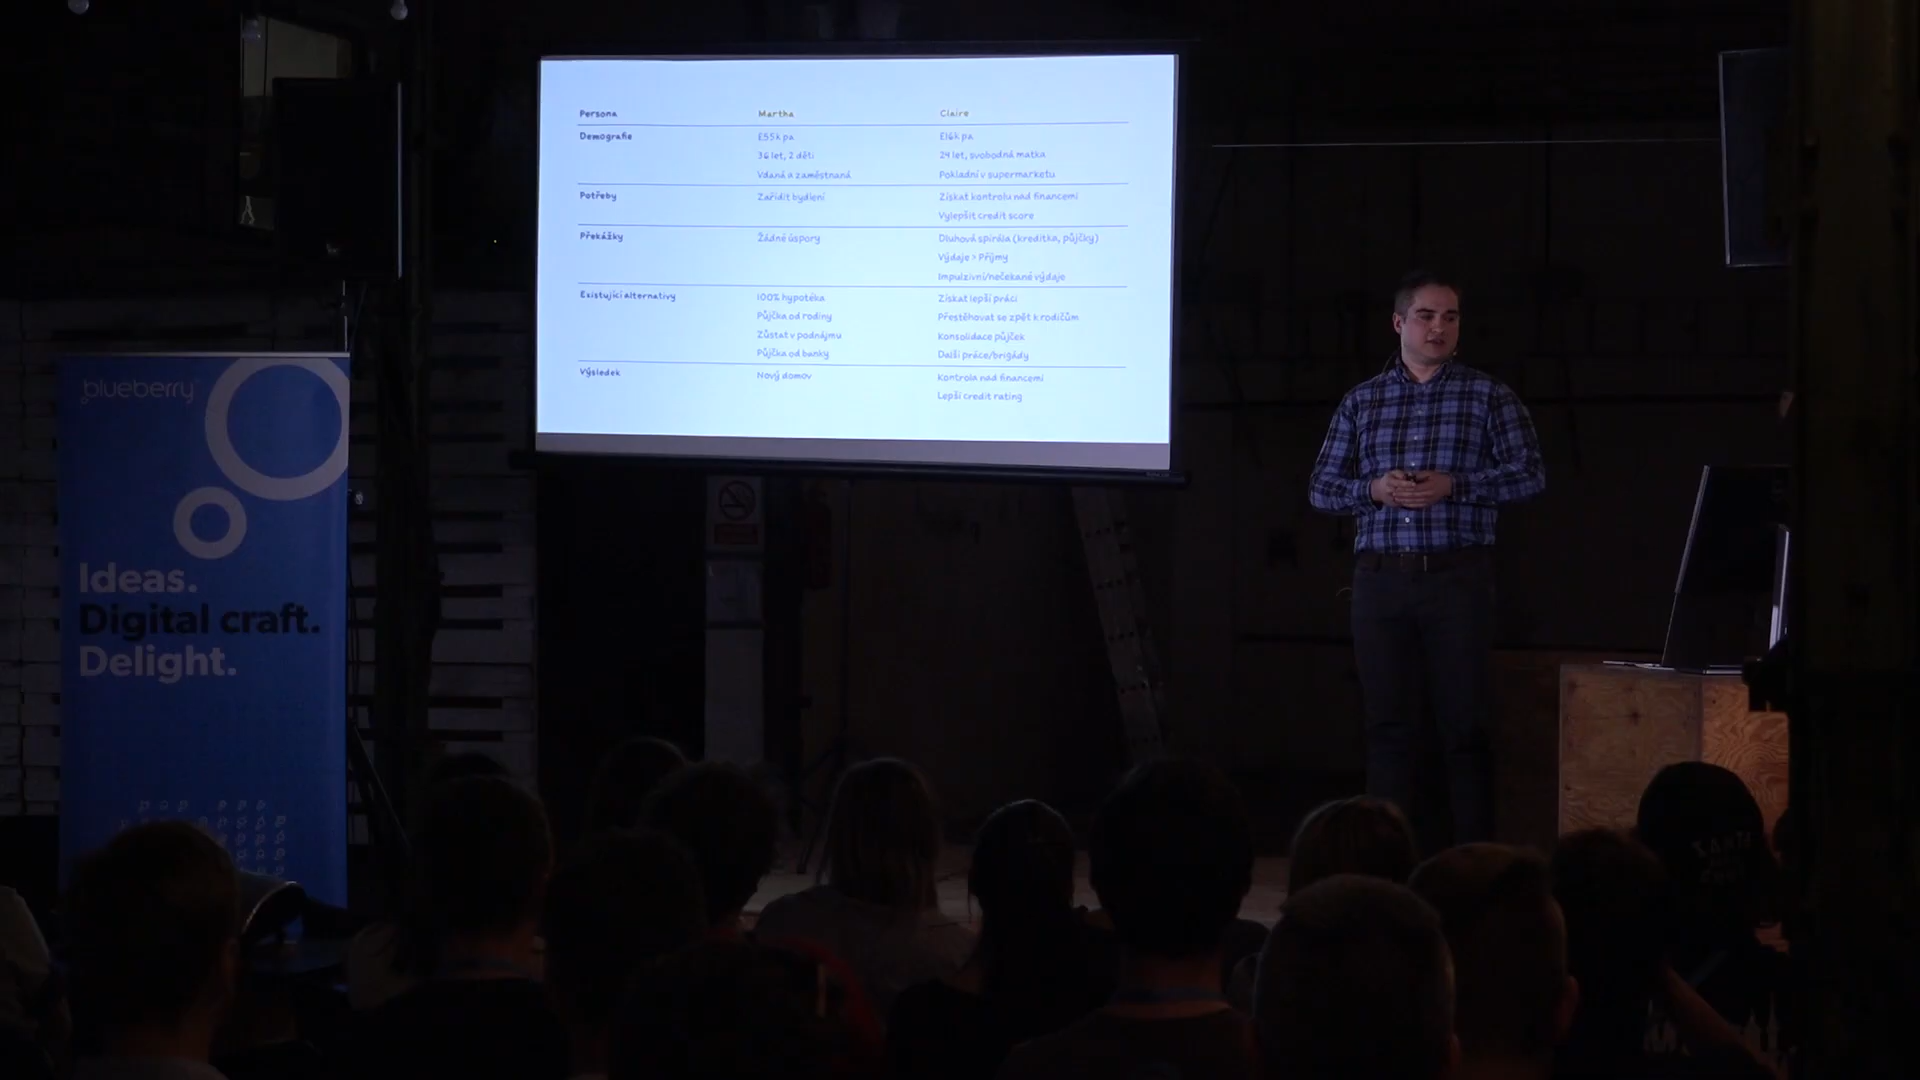 Persona Martha Claire
Demografie £55k pa £16k pa
36 let, 2 děti 24 let, svobodná matka
Vdaná a zaměstnaná Pokladní v supermarketu
Potřeby Zařídit bydlení Získat kontrolu nad financemi
Vylepšit credit score
Překážky Žádné úspory Dluhová spirála (kreditka, půjčky)
Výdaje > Příjmy
Impulzivní/nečekané výdaje
Existující alternativy 100% hypotéka Získat lepší práci
Půjčka od rodiny Přestěhovat se zpět k rodičům
Zůstat v podnájmu Konsolidace půjček
Půjčka od banky Další práce/brigády
Výsledek Nový domov Kontrola nad financemi
Lepší credit rating
blueberry
Ideas.
Digital craft.
Delight.